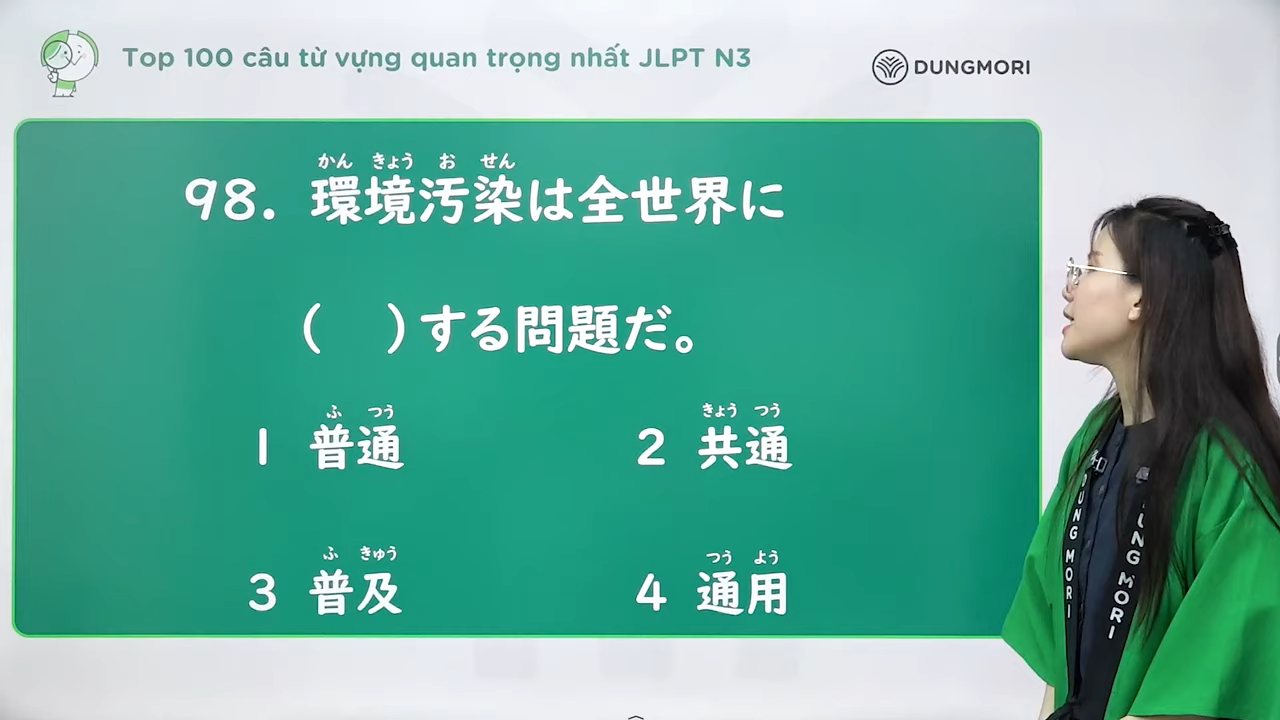 Top 100 câu từ vựng quan trọng nhất JLPT N3
DUNGMORI
かん きょう お せん
98. 環境汚染は全世界に
( )する問題だ。
ふ つう
1 普通
きょう つう
2 共通
ふ きゅう
3 普及
つう よう
4 通用
DUNGMORI
DUNGMORI